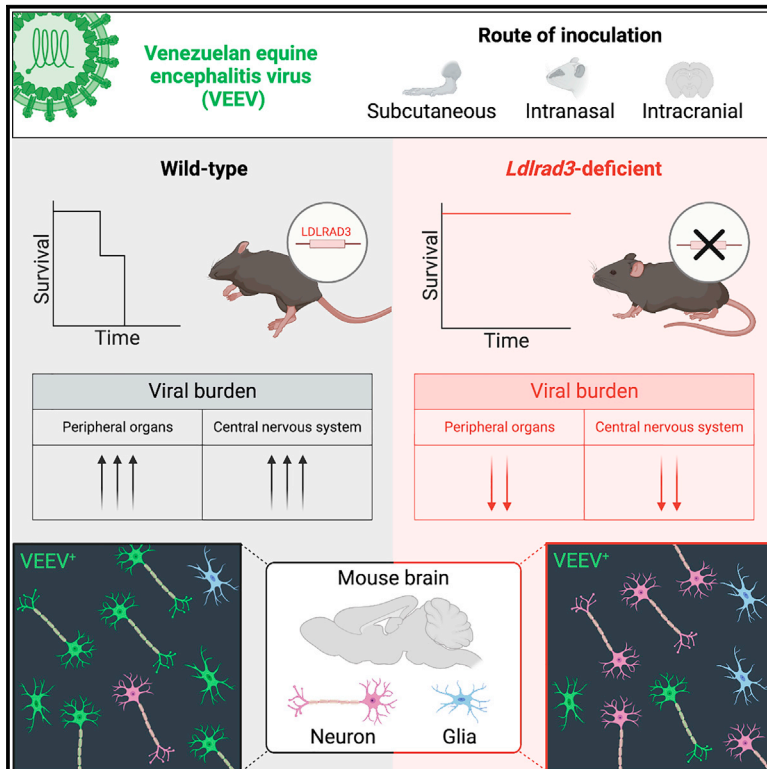 Venezuelan equine
encephalitis virus
(VEEV)
Route of inoculation
Subcutaneous
Intranasal
Intracranial
Wild-type
Survival
Time
LDLRAD3
Viral burden
Peripheral organs
Central nervous system
Ldlrad3-deficient
Survival
Time
Viral burden
Peripheral organs
Central nervous system
VEEV+
Mouse brain
Neuron
Glia
VEEV+